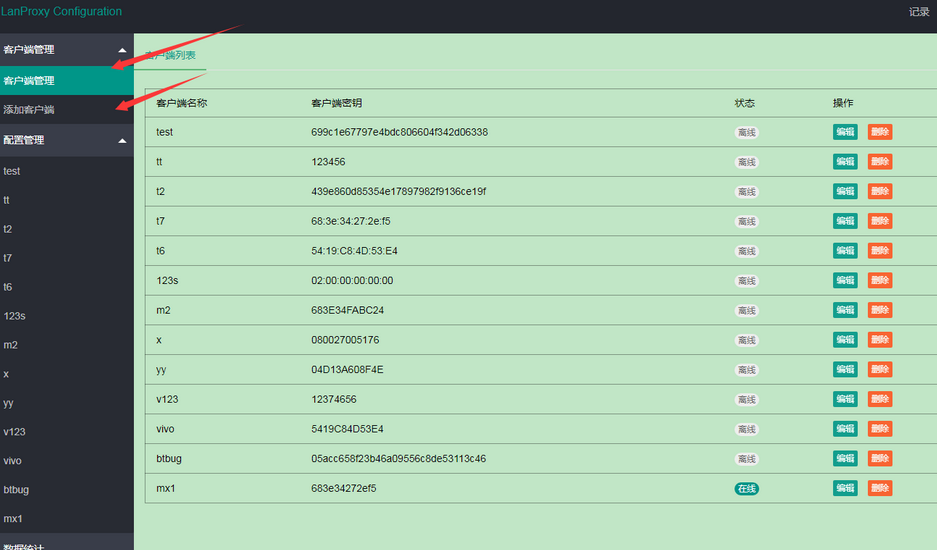 LanProxy Configuration
记录
客户端管理
客户端管理
添加客户端
配置管理
test
tt
t2
t7
t6
123s
m2
x
yy
v123
vivo
btbug
mx1
数据统计
客户端列表
客户端名称 客户端密钥 状态 操作
test 699c1e67797e4bdc806604f342d06338 离线 编辑 删除
tt 123456 离线 编辑 删除
t2 439e860d85354e17897982f9136ce19f 离线 编辑 删除
t7 68:3e:34:27:2e:f5 离线 编辑 删除
t6 54:19:C8:4D:53:E4 离线 编辑 删除
123s 02:00:00:00:00:00 离线 编辑 删除
m2 683E34FABC24 离线 编辑 删除
x 080027005176 离线 编辑 删除
yy 04D13A608F4E 离线 编辑 删除
v123 12374656 离线 编辑 删除
vivo 5419C84D53E4 离线 编辑 删除
btbug 05acc658f23b46a09556c8de53113c46 离线 编辑 删除
mx1 683e34272ef5 在线 编辑 删除